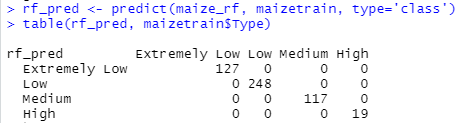 > rf_pred <- predict(maize_rf, maizetrain, type='class')
> table(rf_pred, maizetrain$Type)
rf_pred Extremely Low Low Medium High
Extremely Low 127 0 0 0
Low 0 248 0 0
Medium 0 0 117 0
High 0 0 0 19